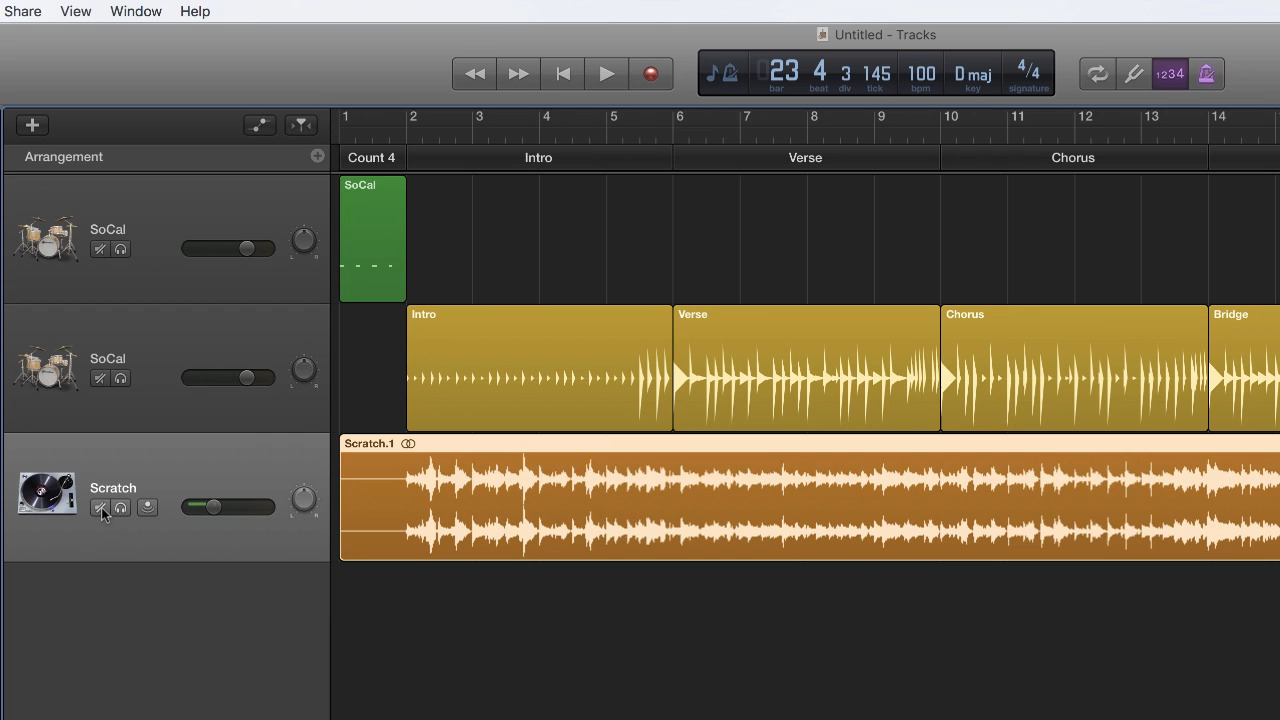 Share View Window Help
Untitled - Tracks
23 4 3 145 100 D maj 4/4
bar beat div tick bpm key signature
1234
1 2 3 4 5 6 7 8 9 10 11 12 13 14
Arrangement
Count 4 Intro Verse Chorus
SoCal
SoCal
L R
Intro Verse Chorus Bridge
SoCal
L R
Scratch.1
Scratch
L R